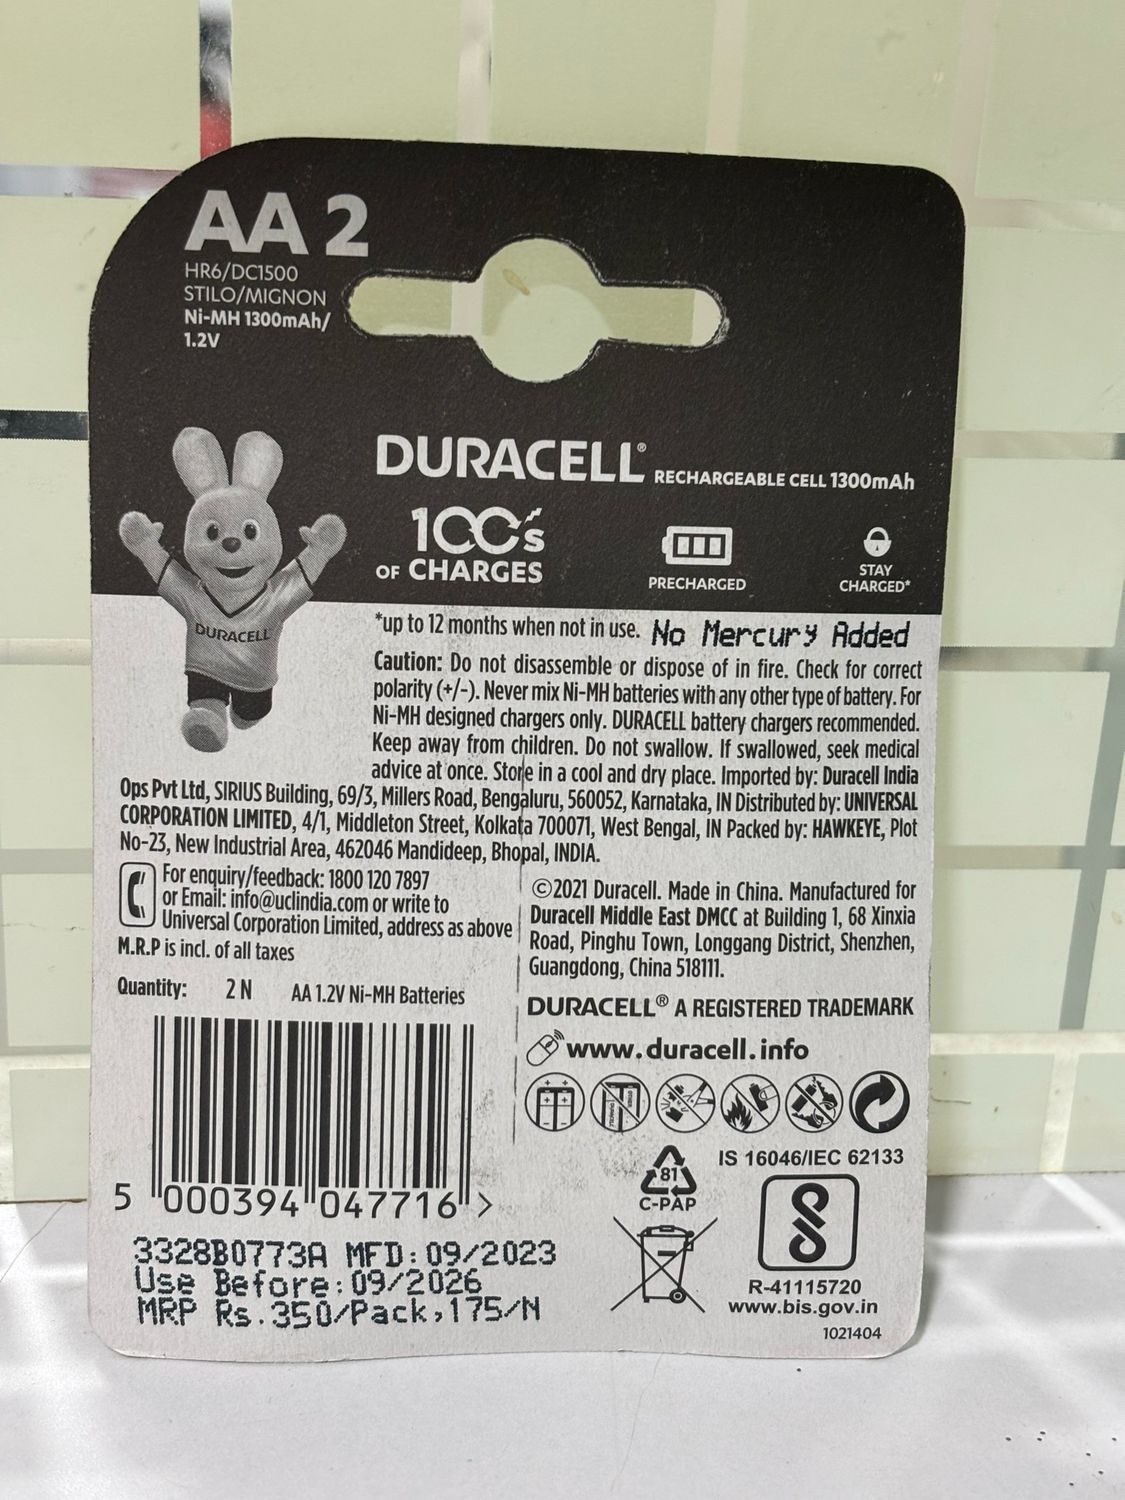 AA 2
HR6/DC1500
STILO/MIGNON
Ni-MH 1300mAh/
1.2V
DURACELL® RECHARGEABLE CELL 1300mAh
100's
OF CHARGES
PRECHARGED
STAY
CHARGED*
DURACELL
*up to 12 months when not in use. No Mercury Added
Caution: Do not disassemble or dispose of in fire. Check for correct
polarity (+/-). Never mix Ni-MH batteries with any other type of battery. For
Ni-MH designed chargers only. DURACELL battery chargers recommended.
Keep away from children. Do not swallow. If swallowed, seek medical
advice at once. Store in a cool and dry place. Imported by: Duracell India
Ops Pvt Ltd, SIRIUS Building, 69/3, Millers Road, Bengaluru, 560052, Karnataka, IN Distributed by: UNIVERSAL
CORPORATION LIMITED, 4/1, Middleton Street, Kolkata 700071, West Bengal, IN Packed by: HAWKEYE, Plot
No-23, New Industrial Area, 462046 Mandideep, Bhopal, INDIA.
For enquiry/feedback: 1800 120 7897
or Email: info@uclindia.com or write to
Universal Corporation Limited, address as above
M.R.P is incl. of all taxes
Quantity: 2 N AA 1.2V Ni-MH Batteries
©2021 Duracell. Made in China. Manufactured for
Duracell Middle East DMCC at Building 1, 68 Xinxia
Road, Pinghu Town, Longgang District, Shenzhen,
Guangdong, China 518111.
DURACELL® A REGISTERED TRADEMARK
www.duracell.info
5 000394 047716 >
3328B0773A MFD:09/2023
Use Before:09/2026
MRP Rs.350/Pack,175/N
81
C-PAP
IS 16046/IEC 62133
R-41115720
www.bis.gov.in
1021404